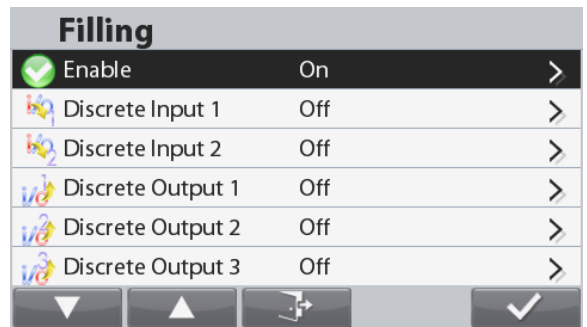 Filling
Enable On
Discrete Input 1 Off
Discrete Input 2 Off
Discrete Output 1 Off
Discrete Output 2 Off
Discrete Output 3 Off